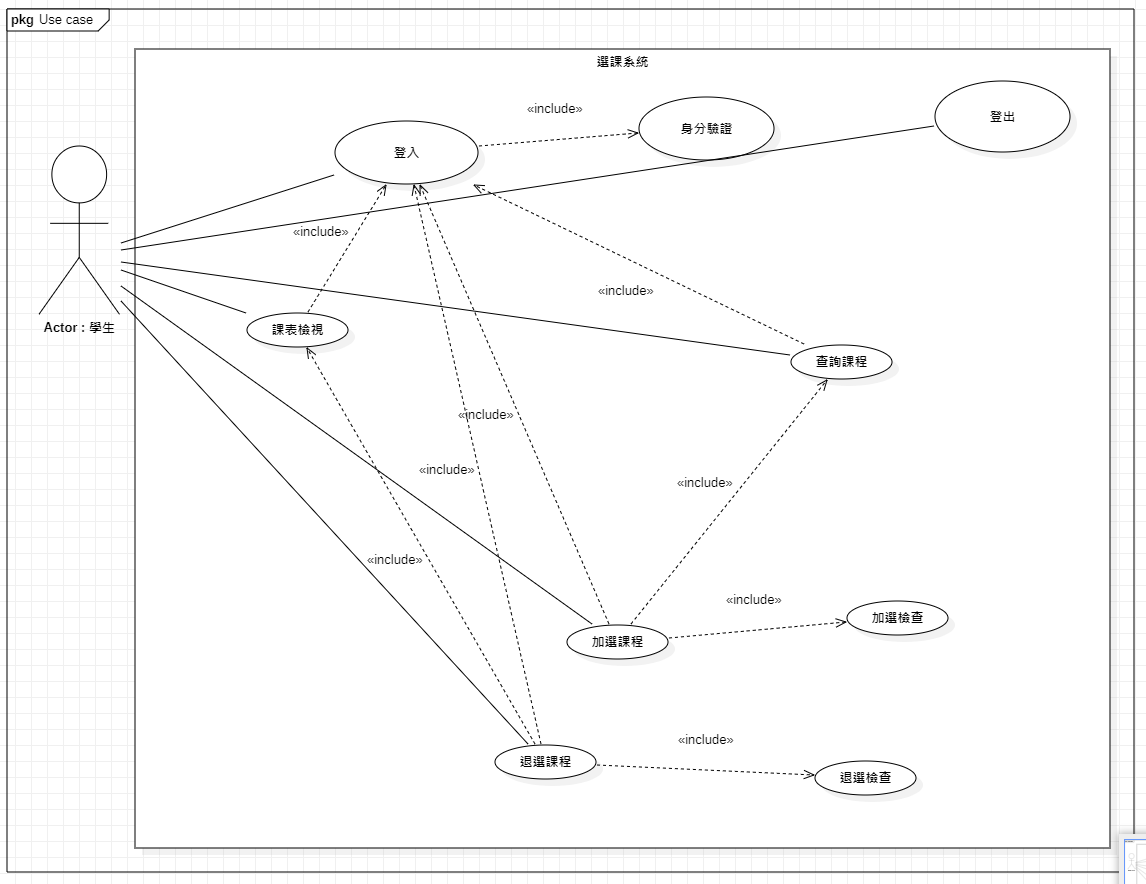 pkg Use case
選課系統
«include»
登入
身分驗證
登出
«include»
«include»
Actor : 學生
課表檢視
查詢課程
«include»
«include»
«include»
«include»
«include»
加選課程
加選檢查
«include»
退選課程
退選檢查